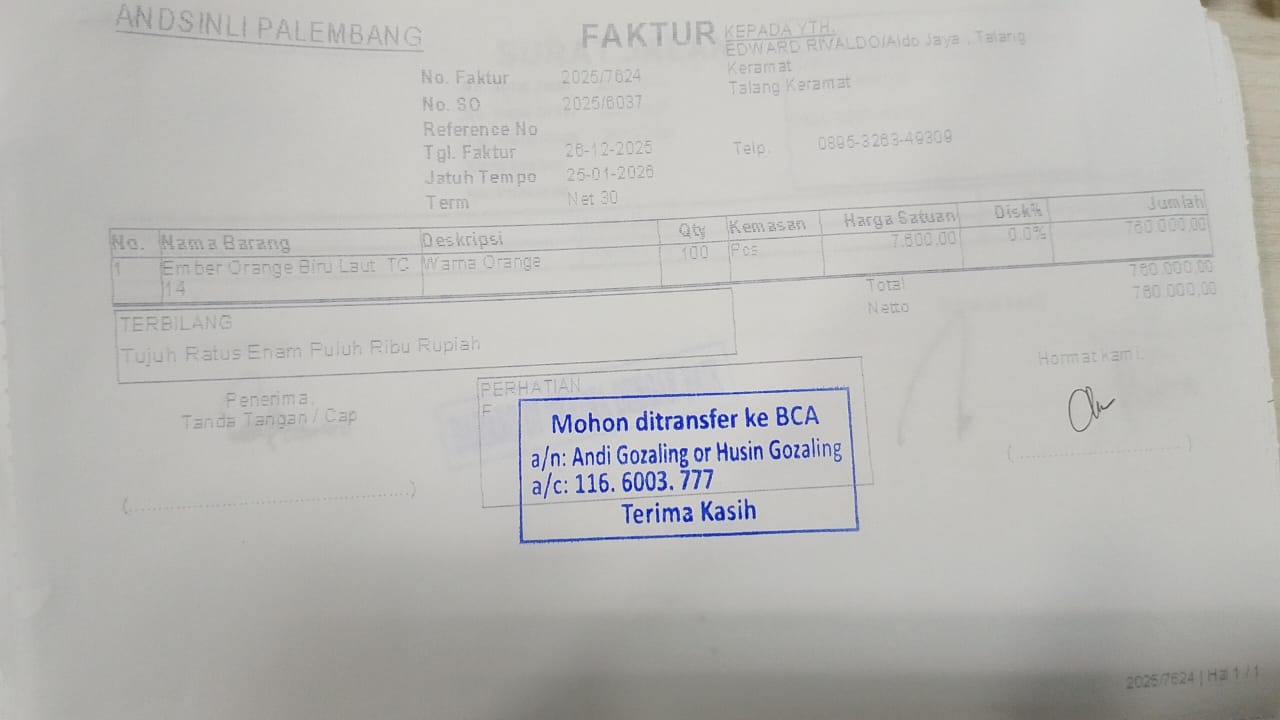 ANDSINLI PALEMBANG
FAKTUR
KEPADA YTH.
EDWARD RIVALDO/Aldo Jaya , Talang
Keramat
Talang Keramat
Telp. 0895-3263-49309
No. Faktur 2025/7624
No. SO 2025/6037
Reference No
Tgl. Faktur 26-12-2025
Jatuh Tempo 25-01-2026
Term Net 30
No. Nama Barang Deskripsi Qty Kemasan Harga Satuan Disk% Jumlah
1 Ember Orange Biru Laut TC Warna Orange 100 Pcs 7.600,00 0.0% 760.000,00
14
Total 760.000,00
Netto 760.000,00
TERBILANG
Tujuh Ratus Enam Puluh Ribu Rupiah
Penerima,
Tanda Tangan / Cap
PERHATIAN
F
Mohon ditransfer ke BCA
a/n: Andi Gozaling or Husin Gozaling
a/c: 116. 6003. 777
Terima Kasih
Hormat kami,
2025/7624 | Hal 1 / 1